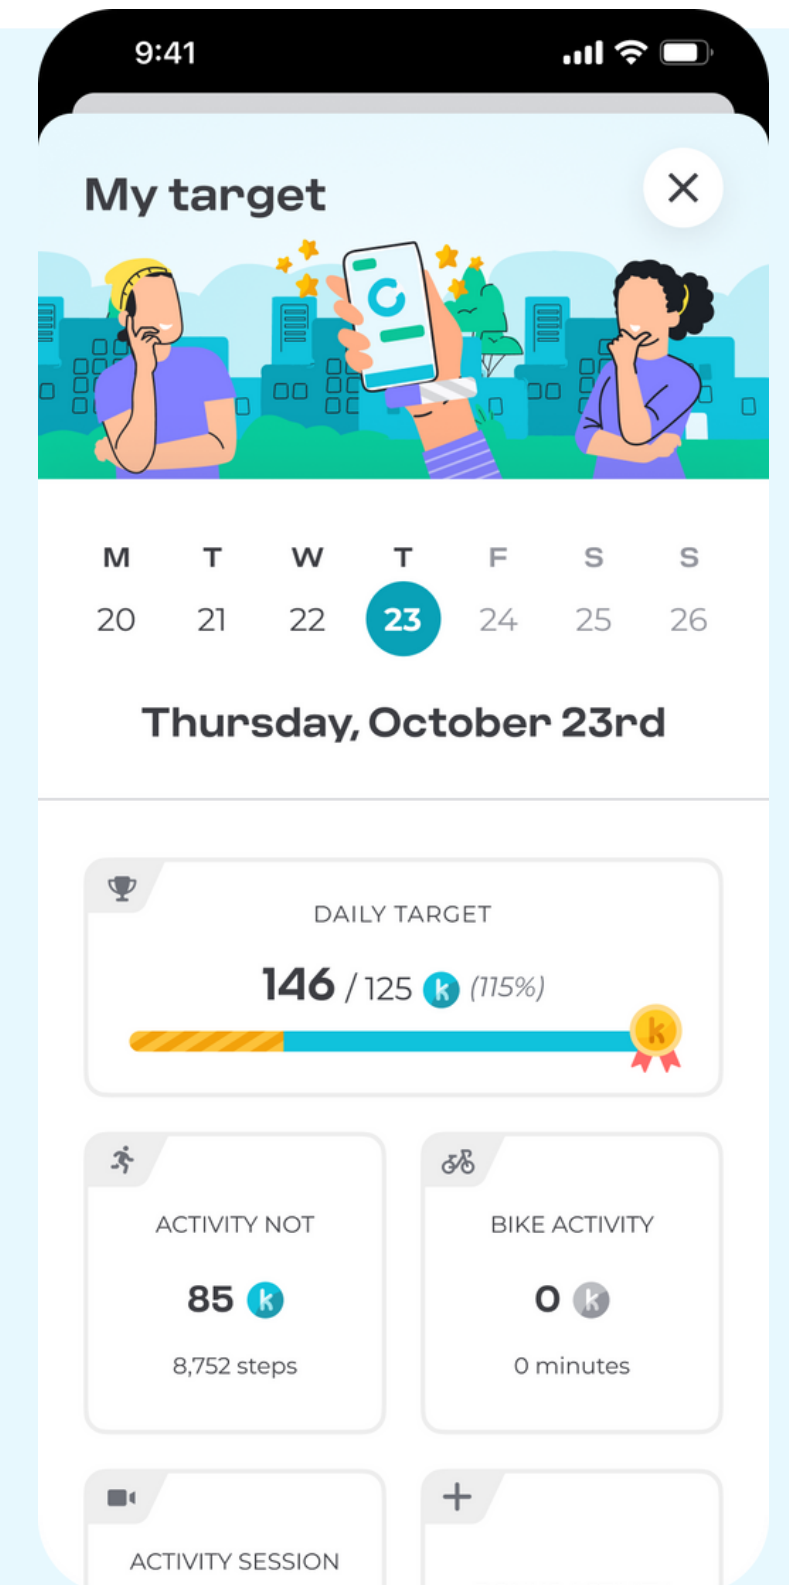 9:41
My target
M T W T F S S
20 21 22 23 24 25 26
Thursday, October 23rd
DAILY TARGET
146 / 125 k (115%)
k
ACTIVITY NOT
85 k
8,752 steps
BIKE ACTIVITY
0 k
0 minutes
ACTIVITY SESSION